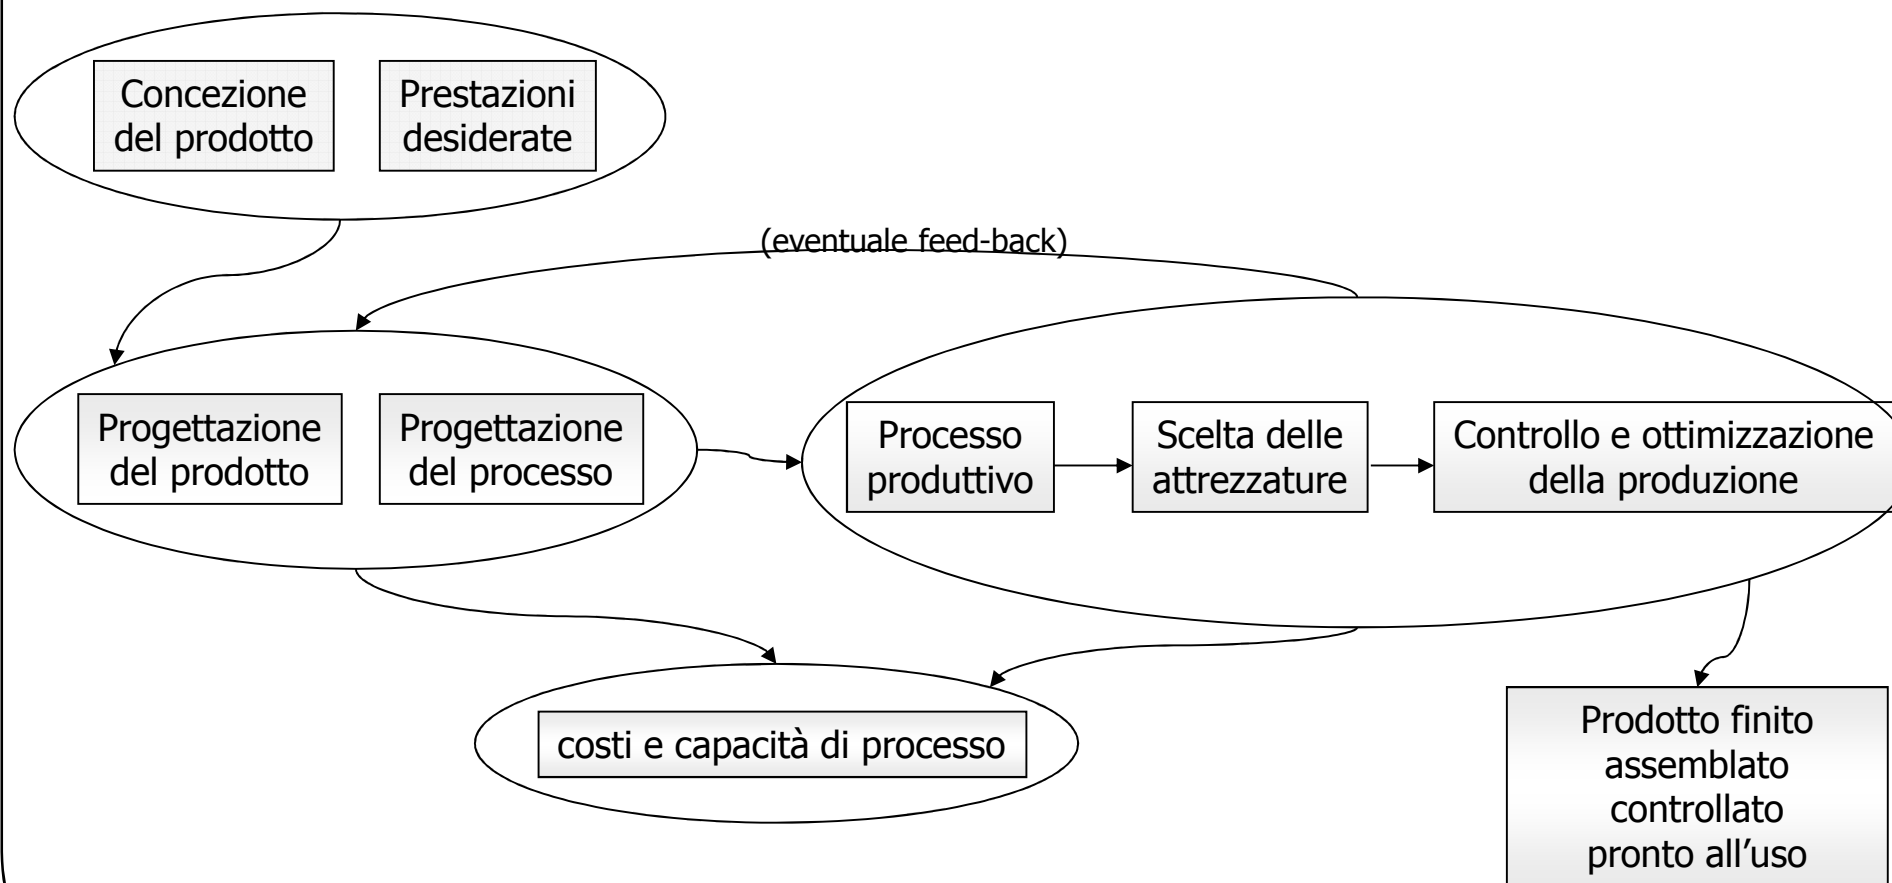 Concezione
del prodotto
Prestazioni
desiderate
(eventuale feed-back)
Progettazione
del prodotto
Progettazione
del processo
Processo
produttivo
Scelta delle
attrezzature
Controllo e ottimizzazione
della produzione
costi e capacità di processo
Prodotto finito
assemblato
controllato
pronto all’uso